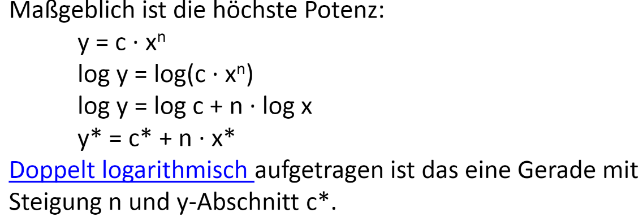 Maßgeblich ist die höchste Potenz:
y = c · xⁿ
log y = log(c · xⁿ)
log y = log c + n · log x
y* = c* + n · x*
Doppelt logarithmisch aufgetragen ist das eine Gerade mit
Steigung n und y-Abschnitt c*.